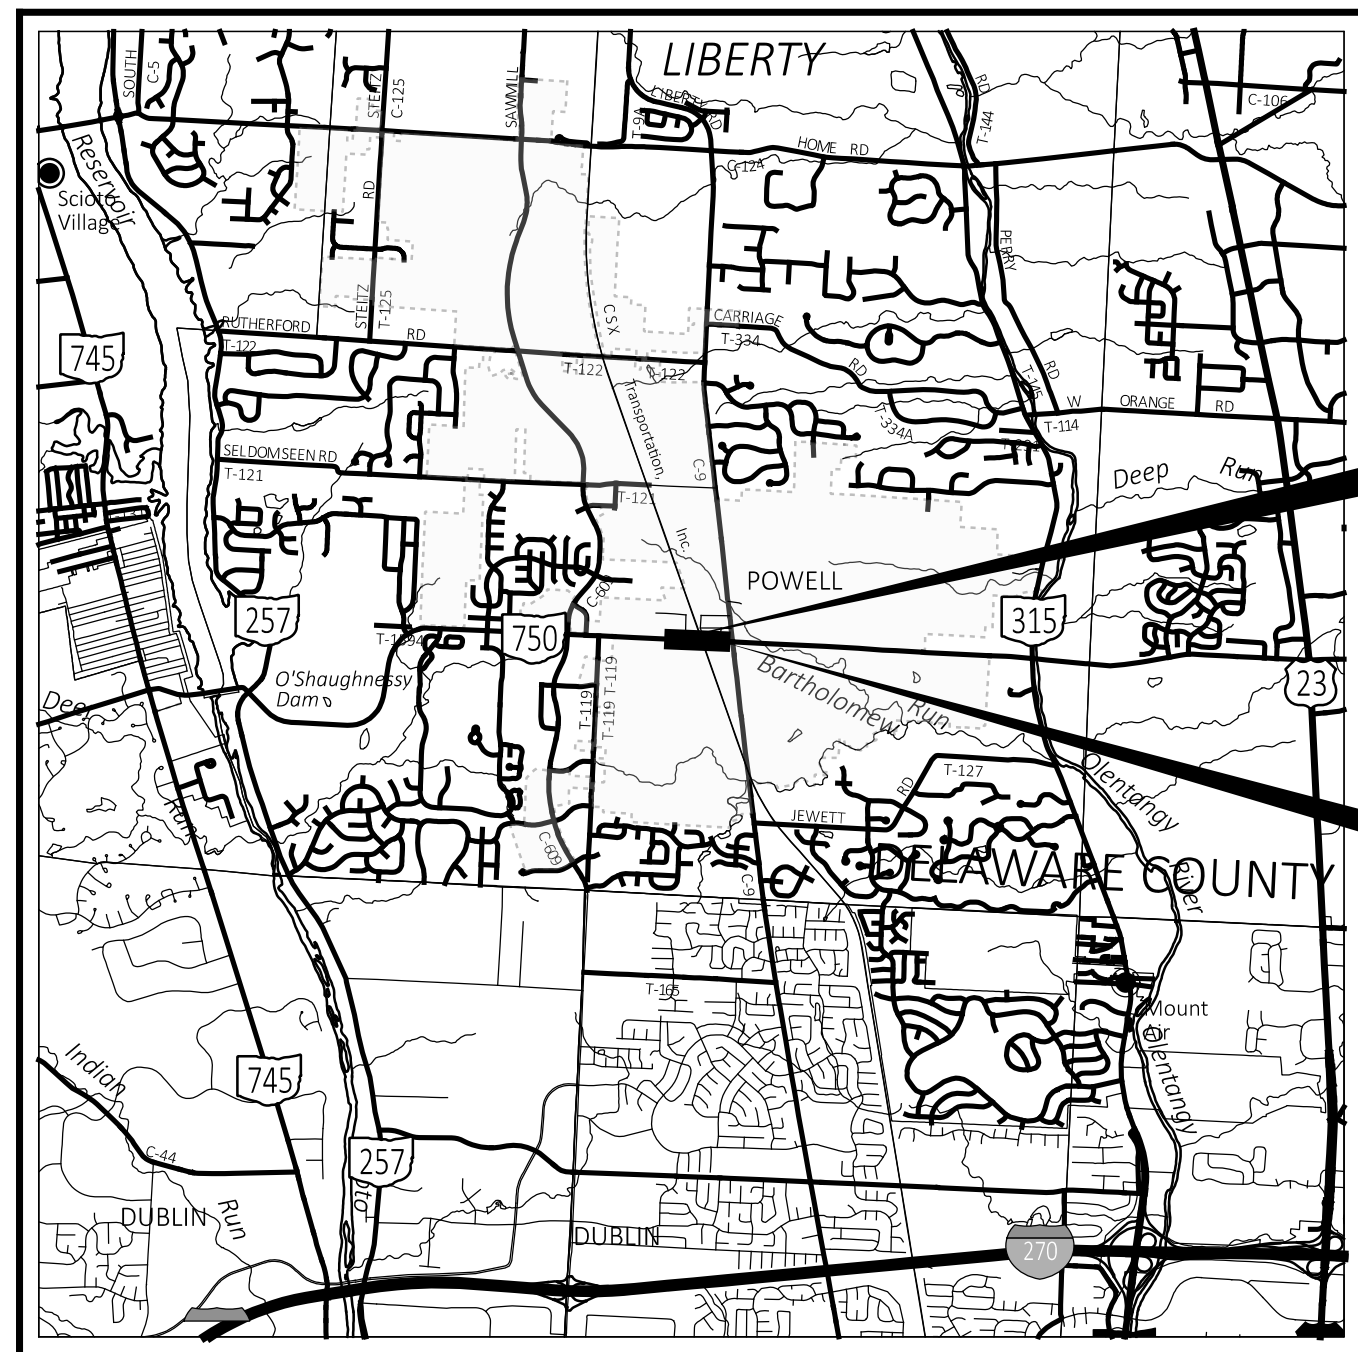 LIBERTY
SOUTH
C-5
STEITZ
C-125
SAWMILL
LIBERTY RD
T-9A
RD
T-144
C-106
HOME RD
C-124
Reservoir
Scioto
Village
RD
PERRY
STEITZ
T-125
CSX
CARRIAGE
T-334
RD
RUTHERFORD
RD
T-122
T-122
T-122
745
Transportation,
Inc.
T-145
RD
W ORANGE RD
T-114
T-334A
SELDOMSEEN RD
T-121
C-9
T-121
Deep Run
POWELL
C-609
257
750
315
O'Shaughnessy
Dam
T-119
T-119
T-119
Bartholomew
Run
23
Deer
Run
T-127
RD
JEWETT
Olentangy
River
C-609
C-9
DELAWARE COUNTY
T-165
Mount
Air
Olentangy
Indian
Run
745
C-44
257
DUBLIN
DUBLIN
270